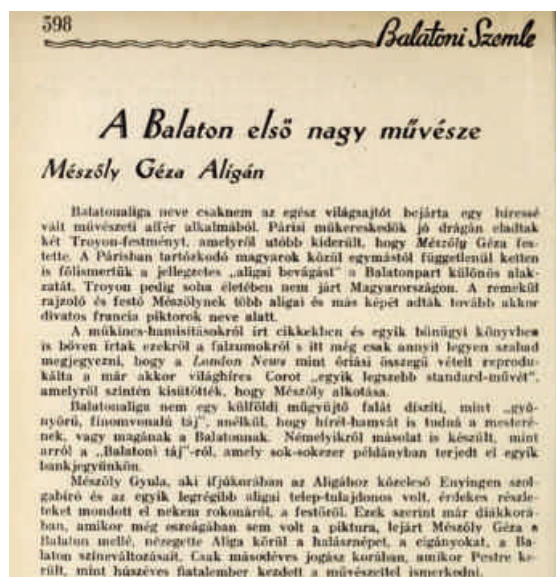 598
Balatoni Szemle
A Balaton első nagy művésze
Mészöly Géza Aligán
Balatonaliga neve csaknem az egész világsajtót bejárta egy híressé
vált művészeti affér alkalmából. Párisi műkereskedők jó drágán eladtak
két Troyon-festményt, amelyről utóbb kiderült, hogy Mészöly Géza fes-
tette. A Párisban tartózkodó magyarok közül egymástól függetlenül ketten
is fölismerték a jellegzetes „aligai bevágást" a Balatonpart különös alak-
zatát. Troyon pedig soha életében nem járt Magyarországon. A remekül
rajzoló és festő Mészölynek több aligai és más képét adták tovább akkor
divatos francia piktorok neve alatt.
A műkincs-hamisításokról írt cikkekben és egyik bűnügyi könyvben
is bőven írtak ezekről a falzumokról s itt még csak annyit legyen szabad
megjegyezni, hogy a London News mint óriási összegű vételt reprodu-
kálta a már akkor világhíres Corot „egyik legszebb standard-művét",
amelyről szintén kisütötték, hogy Mészöly alkotása.
Balatonaliga nem egy külföldi műgyűjtő falát díszíti, mint „gyö-
nyörű, finomvonalú táj", anélkül, hogy hírét-hamvát is tudná a mesteré-
nek, vagy magának a Balatonnak. Némelyikről másolat is készült, mint
arról a „Balatoni táj"-ról, amely sok-sokezer példányban terjedt el egyik
bankjegyünkön.
Mészöly Gyula, aki ifjúkorában az Aligához közeleső Enyingen szol-
gabíró és az egyik legrégibb aligai telep-tulajdonos volt, érdekes részle-
teket mondott el nekem rokonáról, a festőről. Ezek szerint már diákkorá-
ban, amikor még eszeágában sem volt a piktura, lejárt Mészöly Géza a
Balaton mellé, nézegette Aliga körül a halásznépet, a cigányokat, a Ba-
laton színeváltozásait. Csak másodéves jogász korában, amikor Pestre ke-
rült, mint húszéves fiatalember kezdett a művészettel ismerkedni.